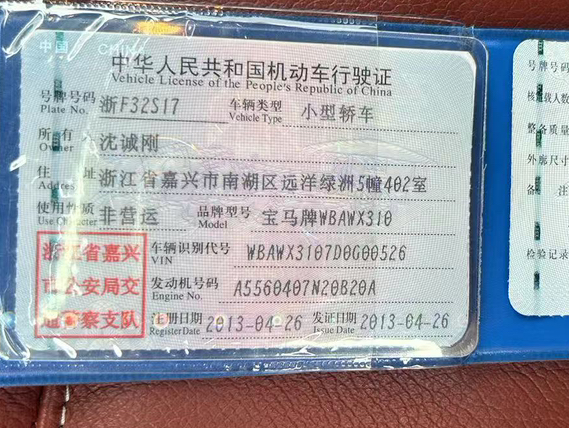 中国 CHINA
中华人民共和国机动车行驶证
Vehicle License of the People's Republic of China
号牌号码 浙F32S17 车辆类型 小型轿车
Plate No. Vehicle Type
所有人 沈诚刚
Owner
住址 浙江省嘉兴市南湖区远洋绿洲5幢402室
Addres
使用性质 非营运 品牌型号 宝马牌WBAWX310
Use Character Model
浙江省嘉兴
市公安局交
通警察支队
车辆识别代号 WBAWX3107D0G00526
VIN
发动机号码 A5560407N20B20A
Engine No.
注册日期 2013-04-26 发证日期 2013-04-26
Register Date Issue Date
号牌号码
核定载人数
整备质量
外廓尺寸
备注
检验记录